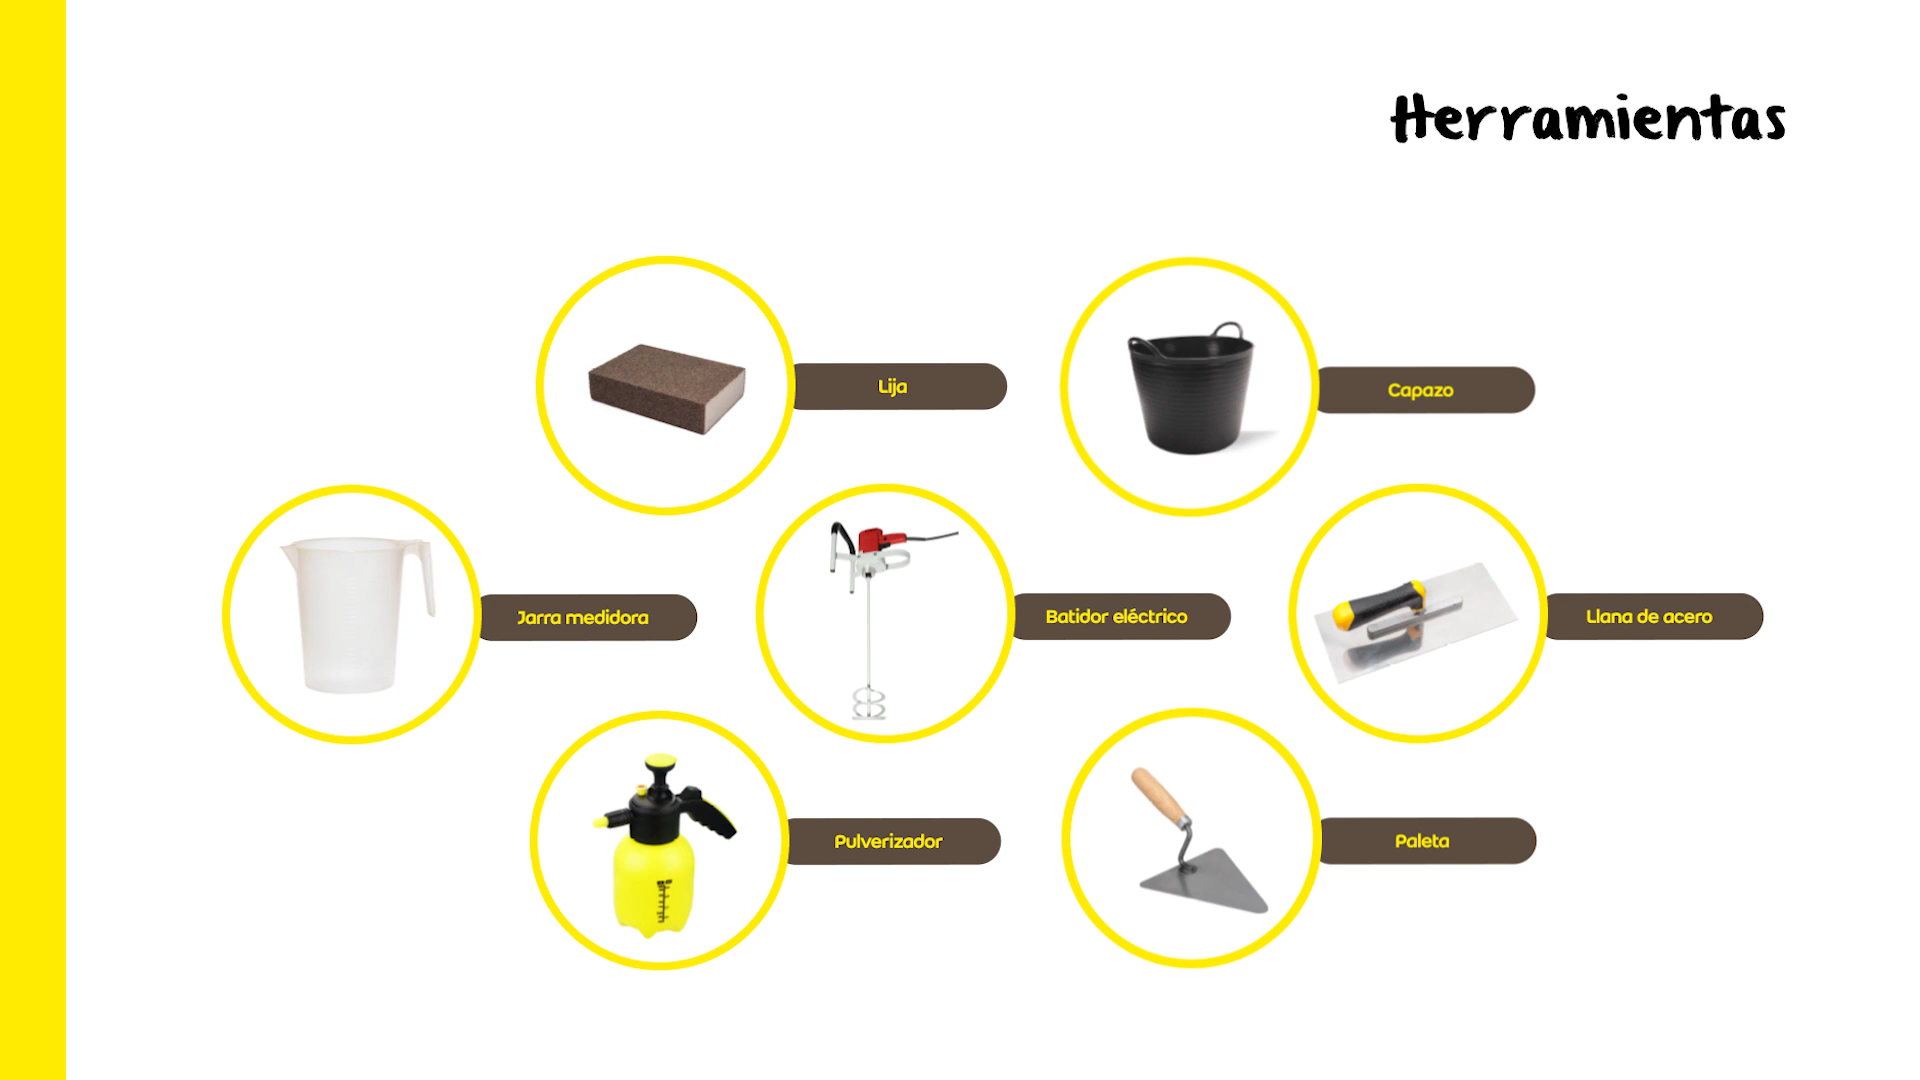 Herramientas
Lija
Capazo
Jarra medidora
Batidor eléctrico
Llana de acero
Pulverizador
Paleta